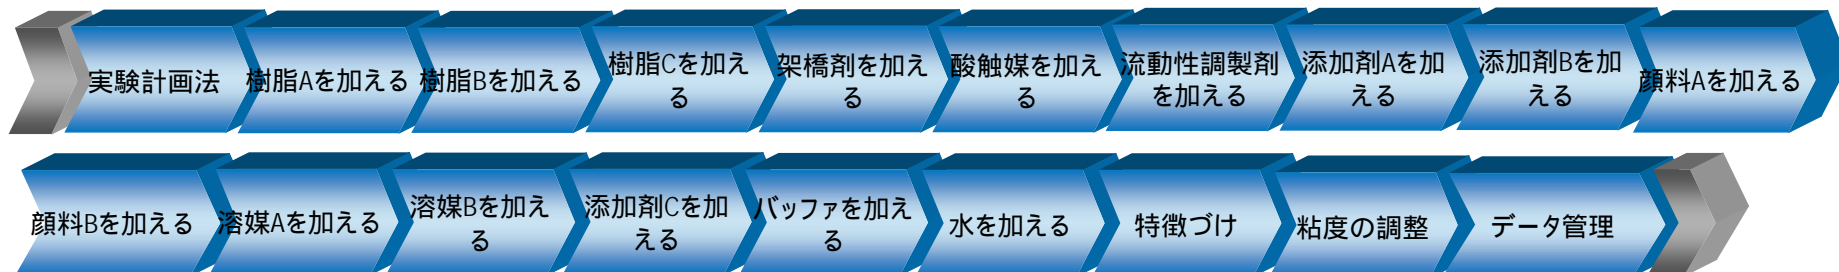 実験計画法
樹脂Aを加える
樹脂Bを加える
樹脂Cを加え
る
架橋剤を加え
る
酸触媒を加え
る
流動性調製剤
を加える
添加剤Aを加
える
添加剤Bを加
える
顔料Aを加える
顔料Bを加える
溶媒Aを加える
溶媒Bを加え
る
添加剤Cを加
える
バッファを加え
る
水を加える
特徴づけ
粘度の調整
データ管理